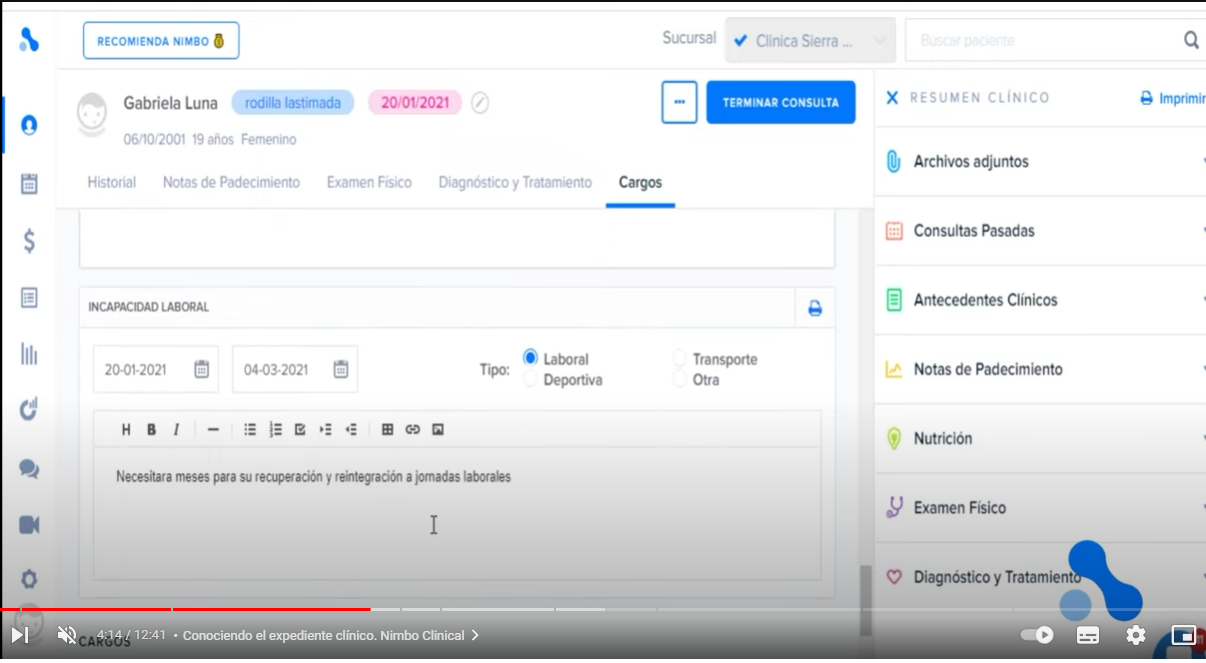 RECOMIENDA NIMBO
Sucursal
Clinica Sierra ...
Buscar paciente
Gabriela Luna
rodilla lastimada
20/01/2021
...
TERMINAR CONSULTA
06/10/2001 19 años Femenino
Historial
Notas de Padecimiento
Examen Físico
Diagnóstico y Tratamiento
Cargos
INCAPACIDAD LABORAL
20-01-2021
04-03-2021
Tipo:
Laboral
Transporte
Deportiva
Otra
H B I
Necesitara meses para su recuperación y reintegración a jornadas laborales
CARGOS
X RESUMEN CLÍNICO
Imprimir
Archivos adjuntos
Consultas Pasadas
Antecedentes Clínicos
Notas de Padecimiento
Nutrición
Examen Físico
Diagnóstico y Tratamiento
4:14 / 12:41 • Conociendo el expediente clínico. Nimbo Clinical